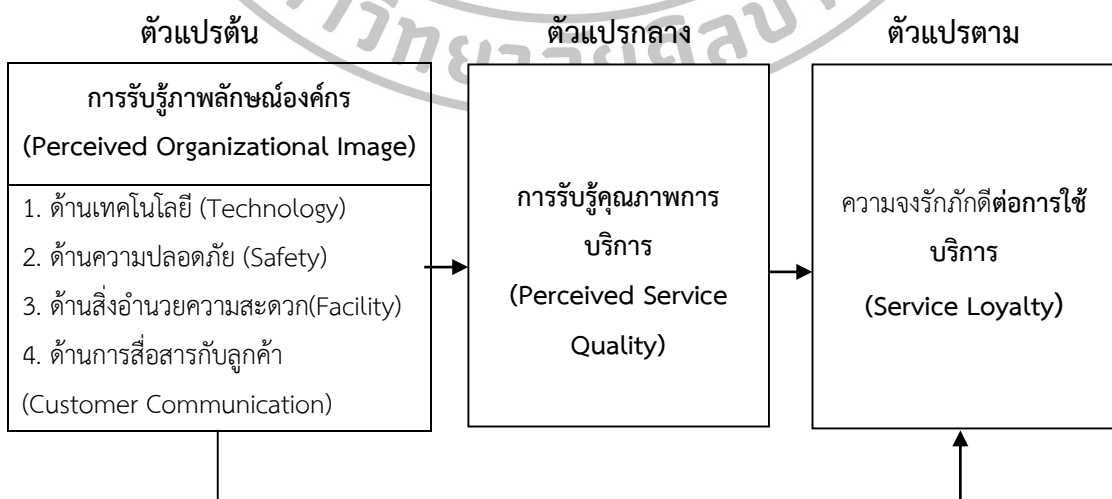 ตัวแปรต้น
ตัวแปรกลาง
ตัวแปรตาม
การรับรู้ภาพลักษณ์องค์กร
(Perceived Organizational Image)
1. ด้านเทคโนโลยี (Technology)
2. ด้านความปลอดภัย (Safety)
3. ด้านสิ่งอำนวยความสะดวก(Facility)
4. ด้านการสื่อสารกับลูกค้า
(Customer Communication)
การรับรู้คุณภาพการ
บริการ
(Perceived Service
Quality)
ความจงรักภักดีต่อการใช้
บริการ
(Service Loyalty)